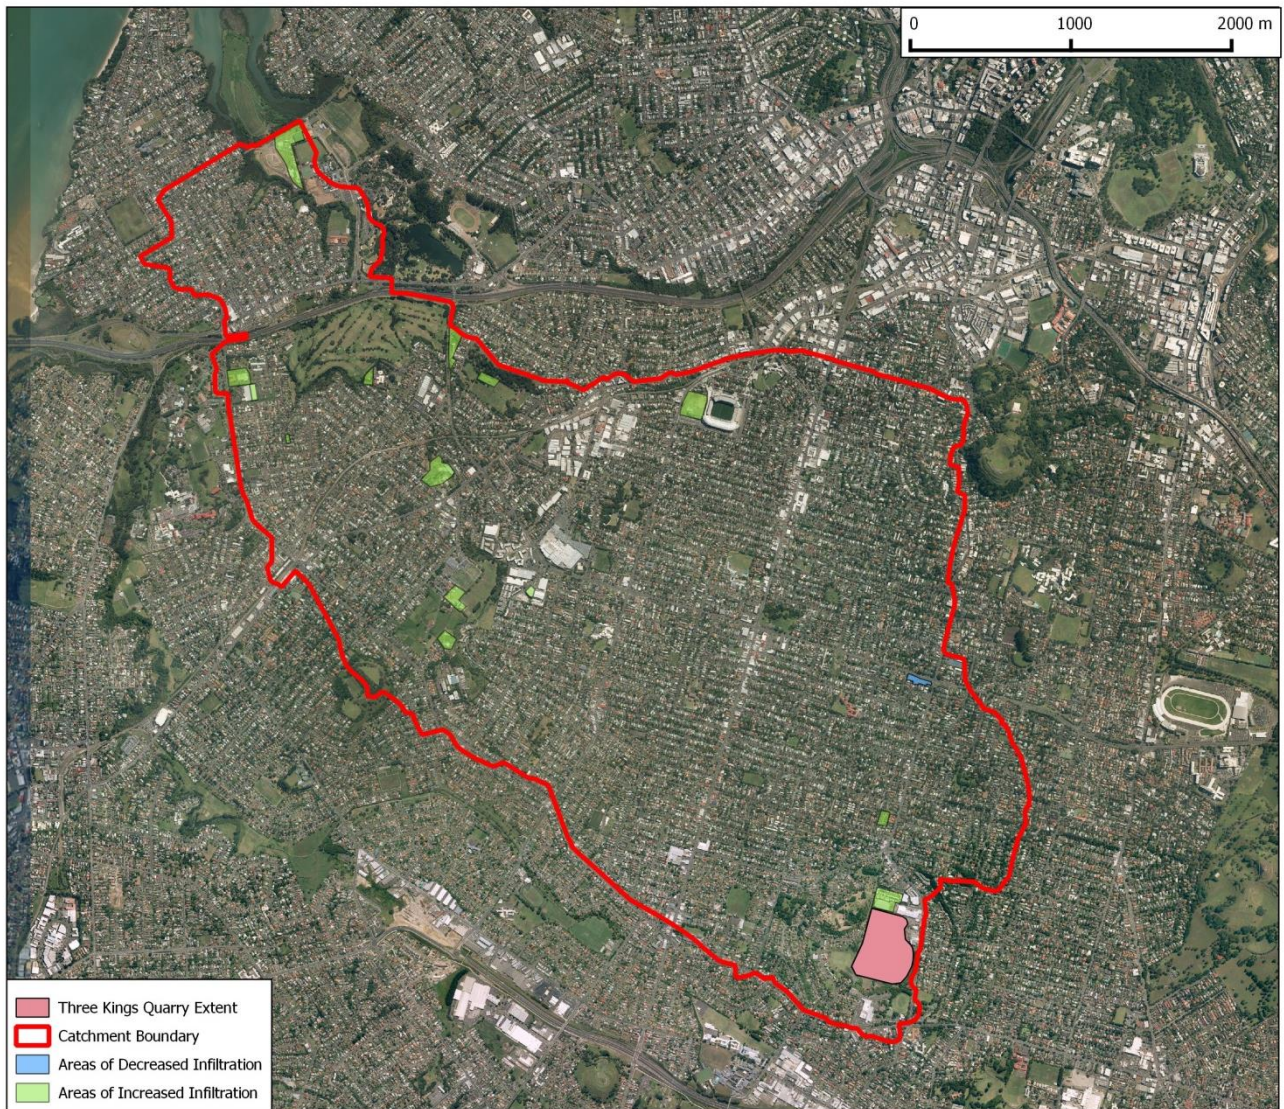 0 1000 2000 m
Three Kings Quarry Extent
Catchment Boundary
Areas of Decreased Infiltration
Areas of Increased Infiltration